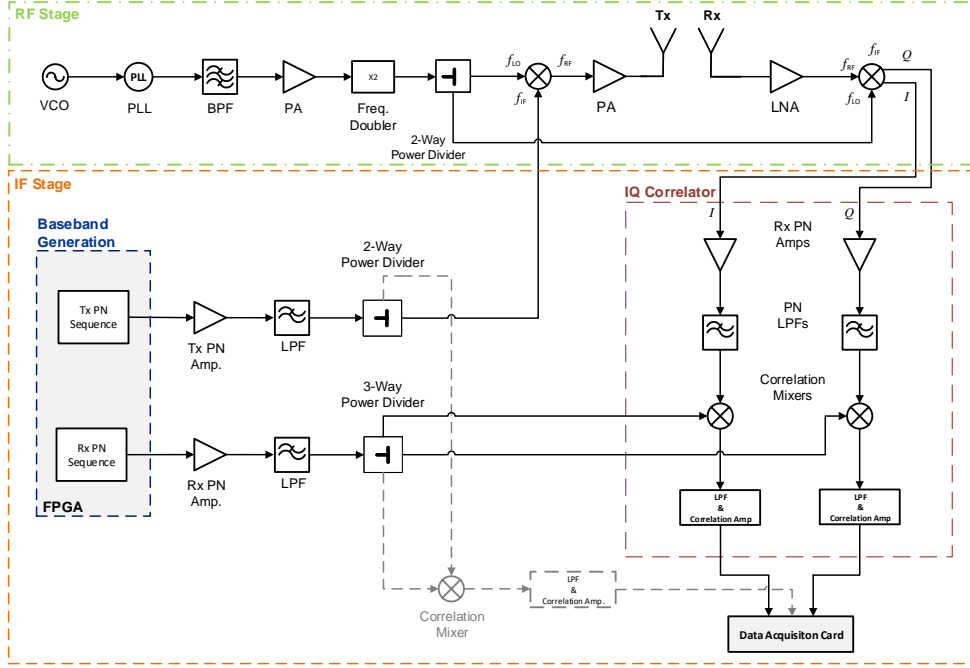 RF Stage
Tx
Rx
VCO
PLL
PLL
BPF
PA
X2
Freq.
Doubler
2-Way
Power Divider
fLO
fIF
fRF
PA
LNA
fRF
fIF
fLO
Q
I
IF Stage
Baseband
Generation
Tx PN
Sequence
Rx PN
Sequence
FPGA
Tx PN
Amp.
LPF
2-Way
Power Divider
Rx PN
Amp.
LPF
3-Way
Power Divider
Correlation
Mixer
LPF
&
Correlation Amp.
IQ Correlator
I
Q
Rx PN
Amps
PN
LPFs
Correlation
Mixers
LPF
&
Correlation Amp
LPF
&
Correlation Amp
Data Acquisiton Card